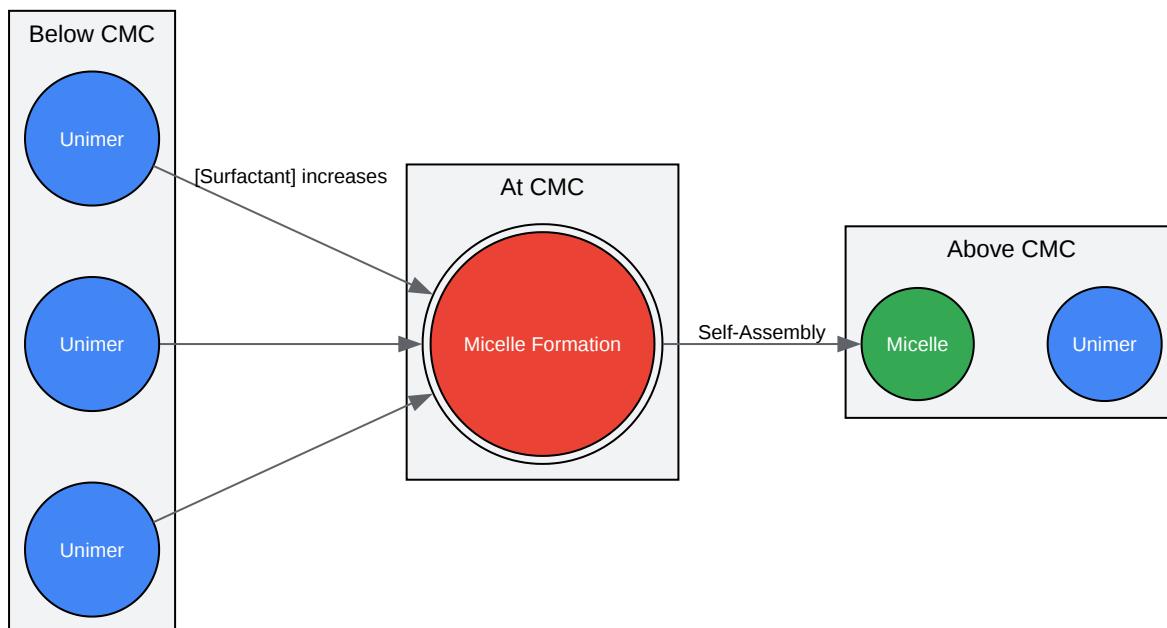 Below CMC
Unimer
Unimer
Unimer
[Surfactant] increases
At CMC
Micelle Formation
Self-Assembly
Above CMC
Micelle
Unimer